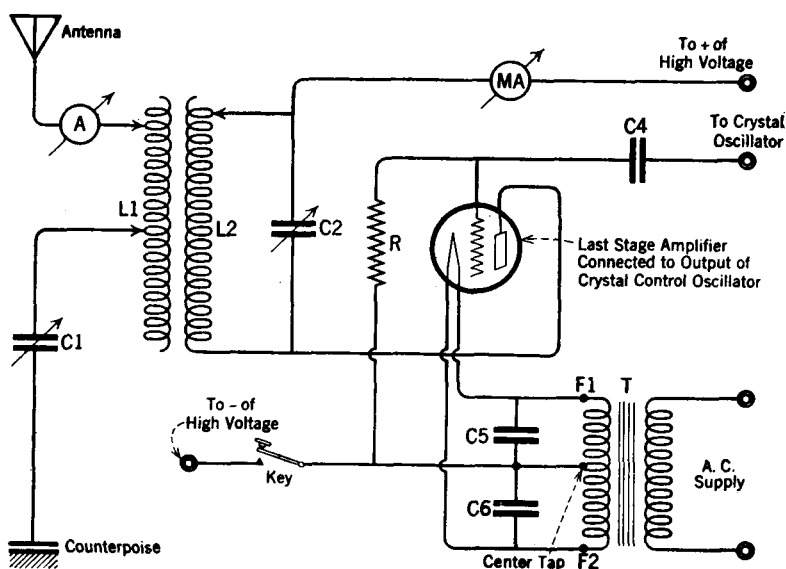 Antenna
A
L1
L2
C1
C2
MA
To + of
High Voltage
C4
To Crystal
Oscillator
R
Last Stage Amplifier
Connected to Output of
Crystal Control Oscillator
To - of
High Voltage
Key
C5
C6
F1
T
F2
Center Tap
A. C.
Supply
Counterpoise